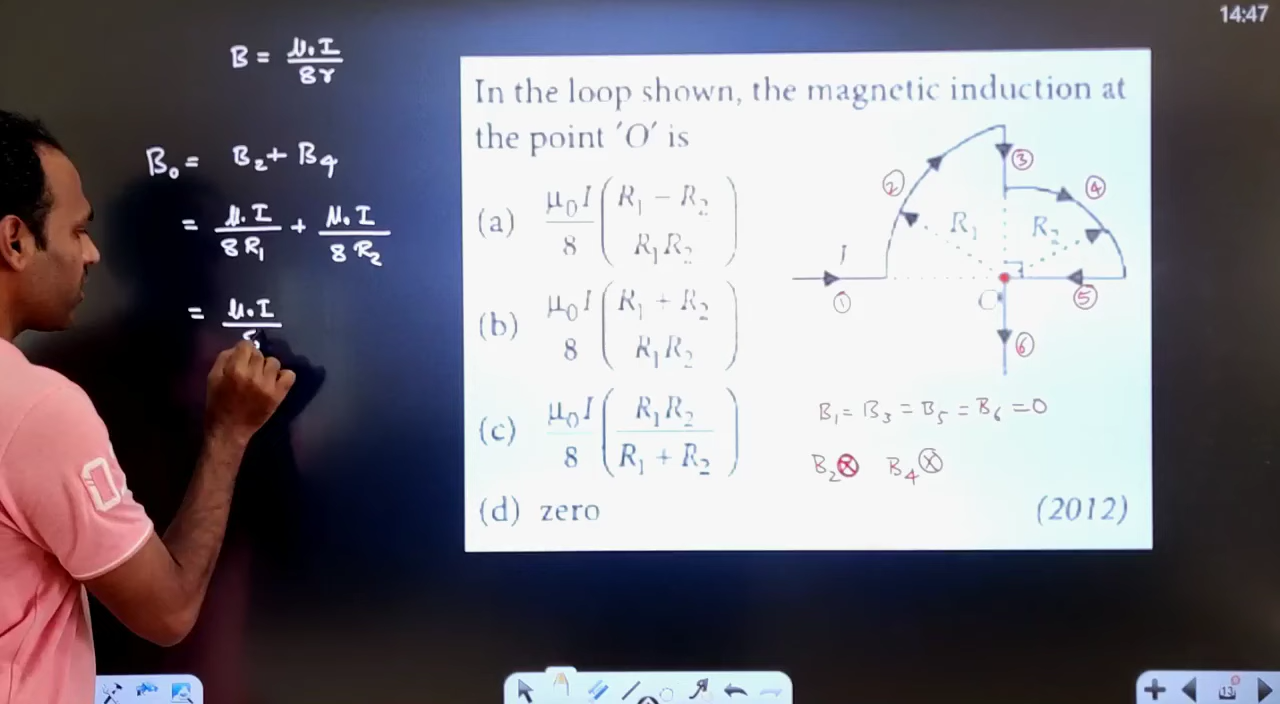 14:47
B = μ₀I / 8r
B₀ = B₂ + B₄
= μ₀I / 8R₁ + μ₀I / 8R₂
= μ₀I
In the loop shown, the magnetic induction at
the point 'O' is
(a) μ₀I / 8 (R₁ − R₂ / R₁R₂)
(b) μ₀I / 8 (R₁ + R₂ / R₁R₂)
(c) μ₀I / 8 (R₁R₂ / R₁ + R₂)
(d) zero
(2012)
③
② ④
R₁ R₂
I
① O ⑤
⑥
B₁ = B₃ = B₅ = B₆ = 0
B₂ ⊗ B₄ ⊗
13